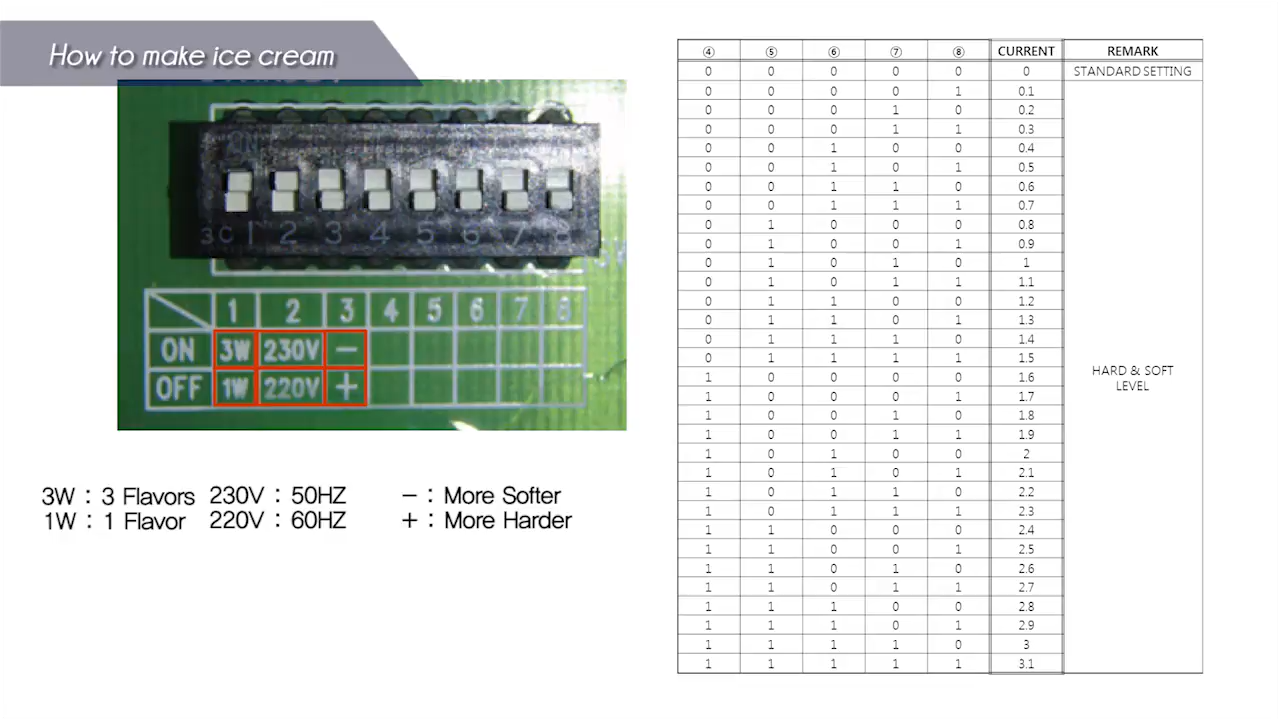 How to make ice cream
ON
3C 1 2 3 4 5 6 7 8
1 2 3 4 5 6 7 8
ON 3W 230V −
OFF 1W 220V +
3W : 3 Flavors 230V : 50HZ − : More Softer
1W : 1 Flavor 220V : 60HZ + : More Harder
④ ⑤ ⑥ ⑦ ⑧ CURRENT REMARK
0 0 0 0 0 0 STANDARD SETTING
0 0 0 0 1 0.1
0 0 0 1 0 0.2
0 0 0 1 1 0.3
0 0 1 0 0 0.4
0 0 1 0 1 0.5
0 0 1 1 0 0.6
0 0 1 1 1 0.7
0 1 0 0 0 0.8
0 1 0 0 1 0.9
0 1 0 1 0 1
0 1 0 1 1 1.1
0 1 1 0 0 1.2
0 1 1 0 1 1.3
0 1 1 1 0 1.4
0 1 1 1 1 1.5
1 0 0 0 0 1.6
1 0 0 0 1 1.7
1 0 0 1 0 1.8
1 0 0 1 1 1.9
1 0 1 0 0 2
1 0 1 0 1 2.1
1 0 1 1 0 2.2
1 0 1 1 1 2.3
1 1 0 0 0 2.4
1 1 0 0 1 2.5
1 1 0 1 0 2.6
1 1 0 1 1 2.7
1 1 1 0 0 2.8
1 1 1 0 1 2.9
1 1 1 1 0 3
1 1 1 1 1 3.1
HARD & SOFT
LEVEL